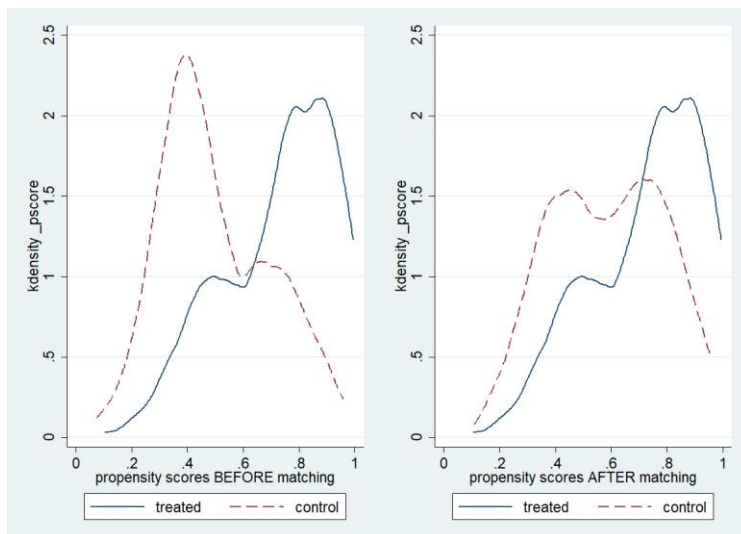 kdensity _pscore
2.5
2
1.5
1
.5
0
0 .2 .4 .6 .8 1
propensity scores BEFORE matching
treated control
kdensity _pscore
2.5
2
1.5
1
.5
0
0 .2 .4 .6 .8 1
propensity scores AFTER matching
treated control